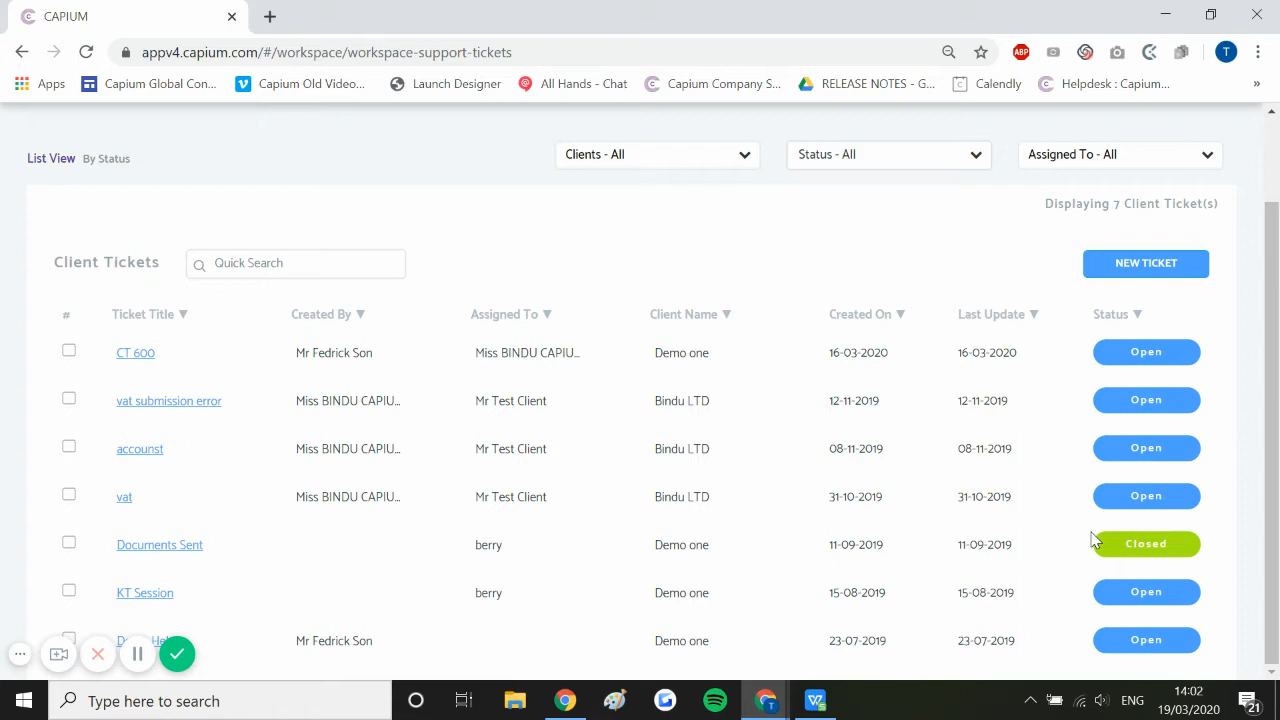 CAPIUM
appv4.capium.com/#/workspace/workspace-support-tickets
ABP T
Apps Capium Global Con... Capium Old Video... Launch Designer All Hands - Chat Capium Company S... RELEASE NOTES - G... Calendly Helpdesk : Capium... »
List View By Status Clients - All Status - All Assigned To - All
Displaying 7 Client Ticket(s)
Client Tickets Quick Search NEW TICKET
# Ticket Title ▼ Created By ▼ Assigned To ▼ Client Name ▼ Created On ▼ Last Update ▼ Status ▼
CT 600 Mr Fedrick Son Miss BINDU CAPIU... Demo one 16-03-2020 16-03-2020 Open
vat submission error Miss BINDU CAPIU... Mr Test Client Bindu LTD 12-11-2019 12-11-2019 Open
accounst Miss BINDU CAPIU... Mr Test Client Bindu LTD 08-11-2019 08-11-2019 Open
vat Miss BINDU CAPIU... Mr Test Client Bindu LTD 31-10-2019 31-10-2019 Open
Documents Sent berry Demo one 11-09-2019 11-09-2019 Closed
KT Session berry Demo one 15-08-2019 15-08-2019 Open
Mr Fedrick Son Demo one 23-07-2019 23-07-2019 Open
Type here to search T ENG 14:02
19/03/2020 21